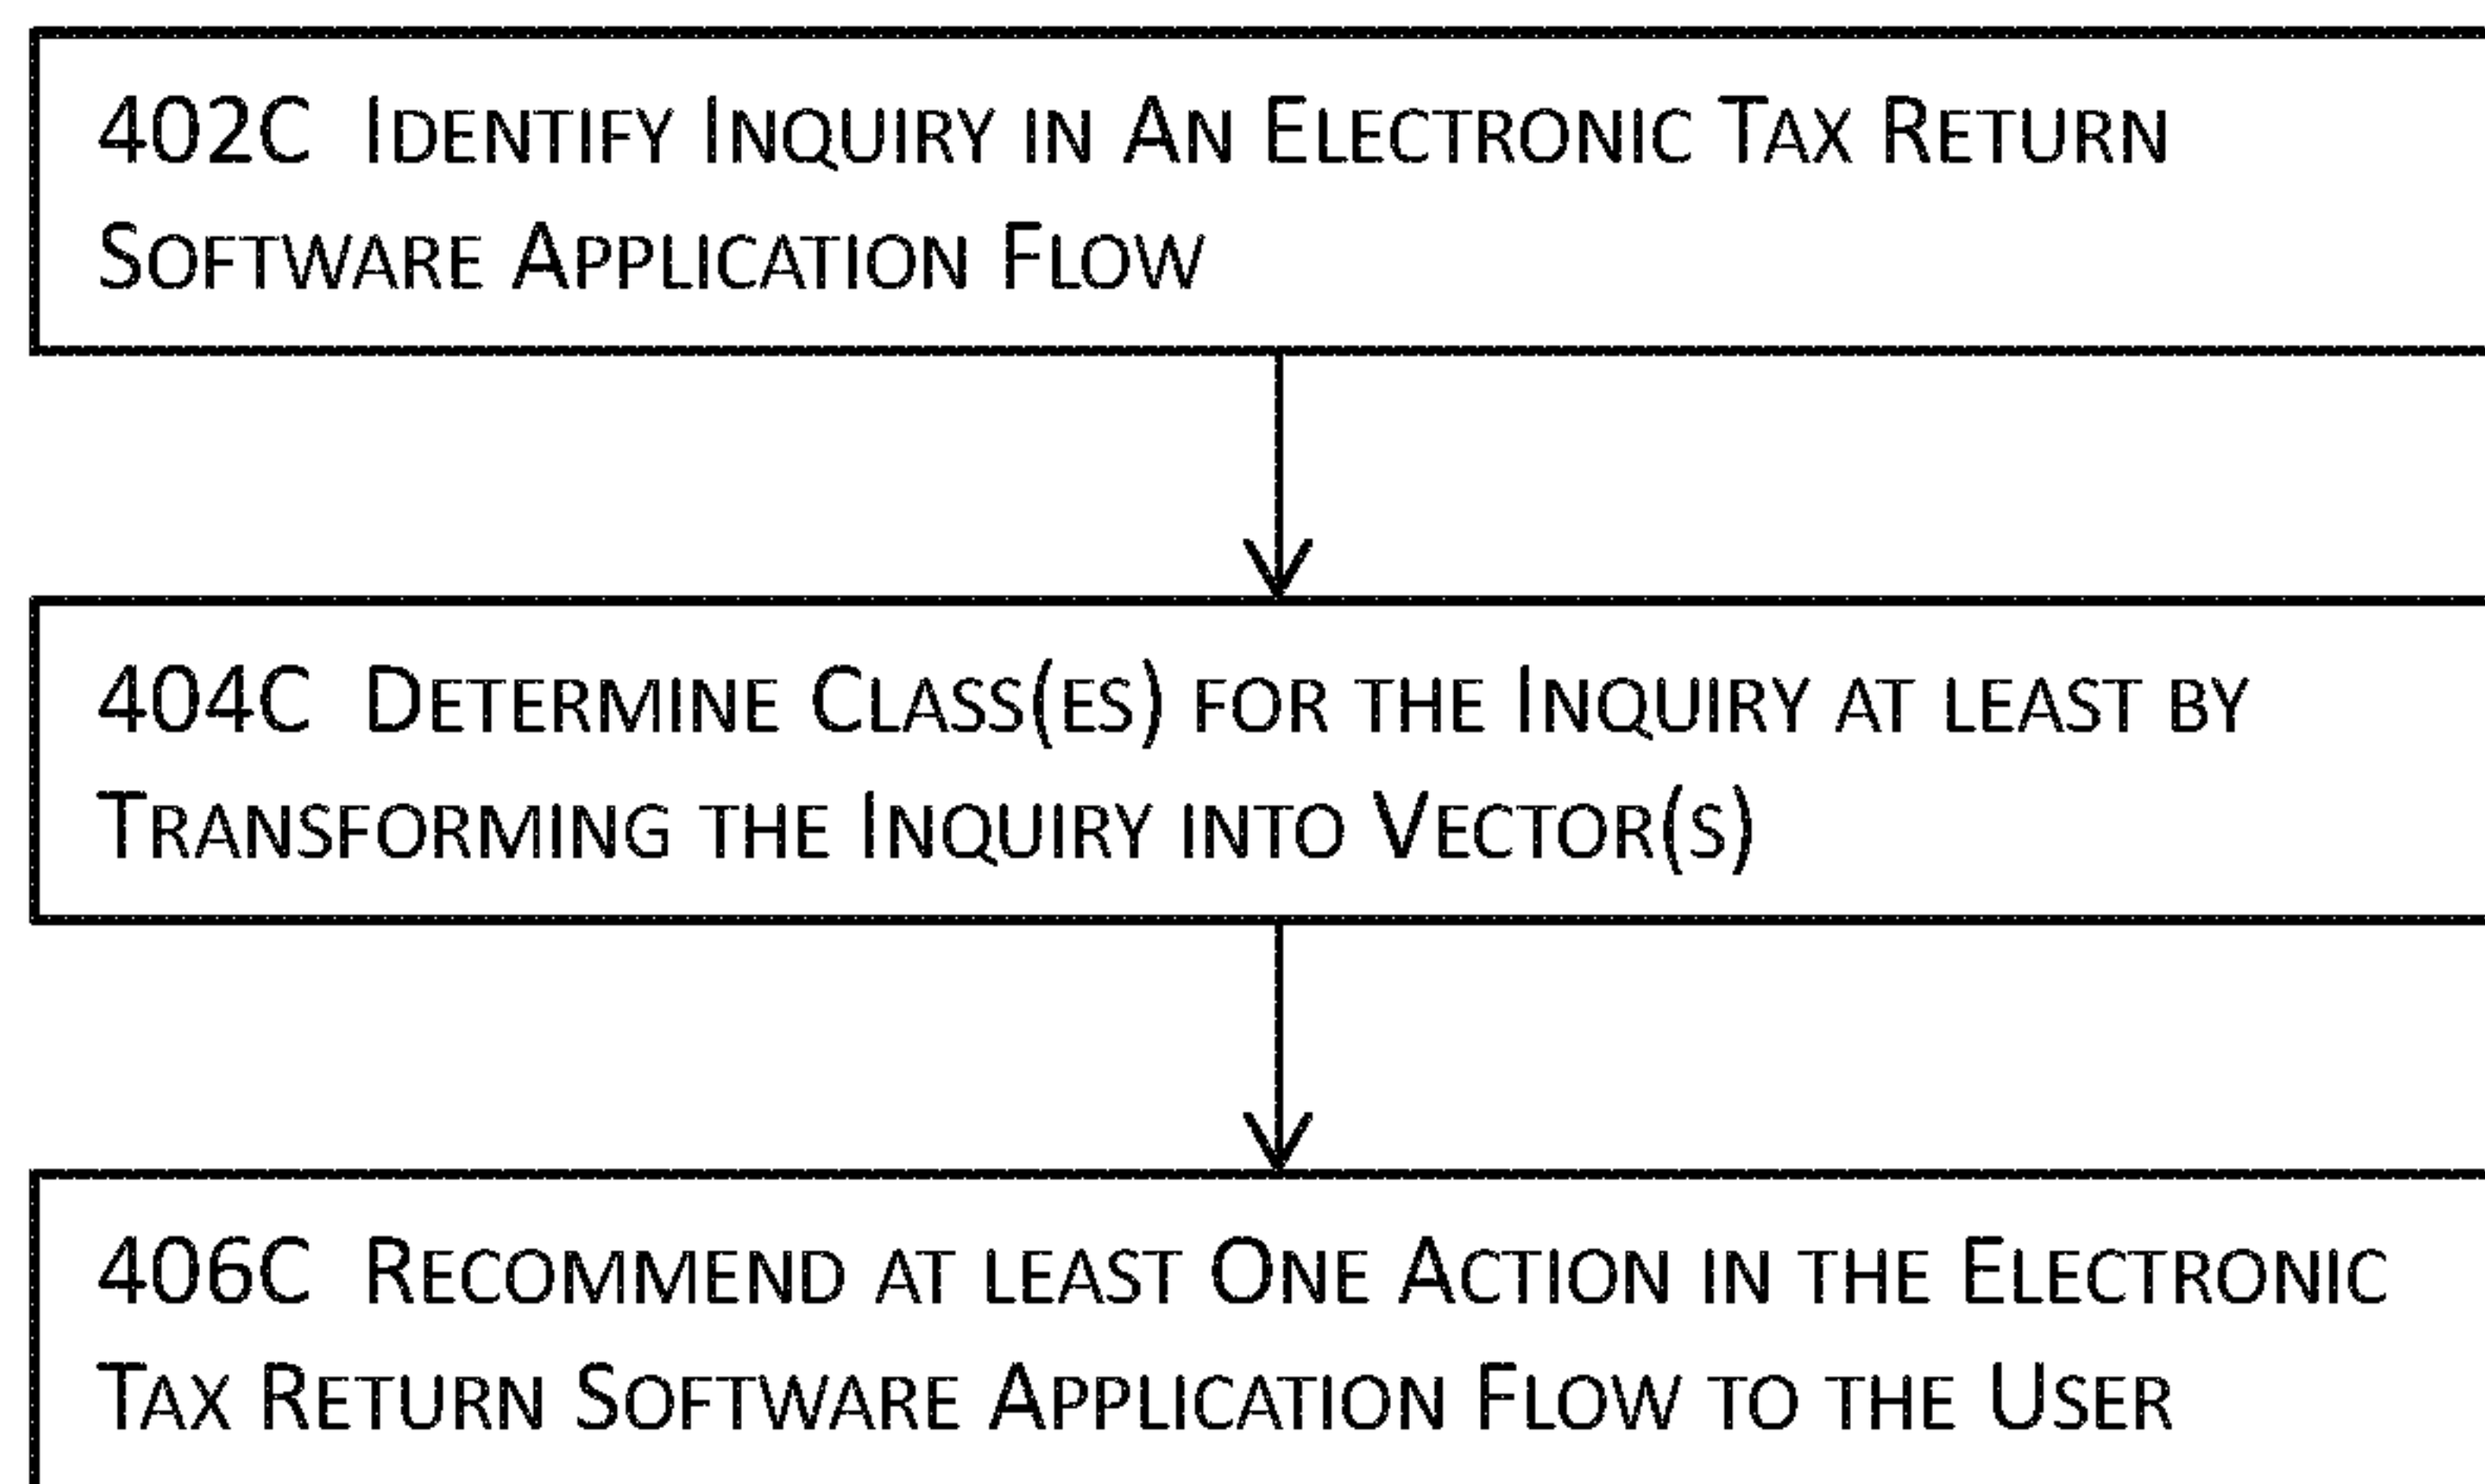 402C Identify Inquiry in An Electronic Tax Return
Software Application Flow
404C Determine Class(es) for the Inquiry at least by
Transforming the Inquiry into Vector(s)
406C Recommend at least One Action in the Electronic
Tax Return Software Application Flow to the User